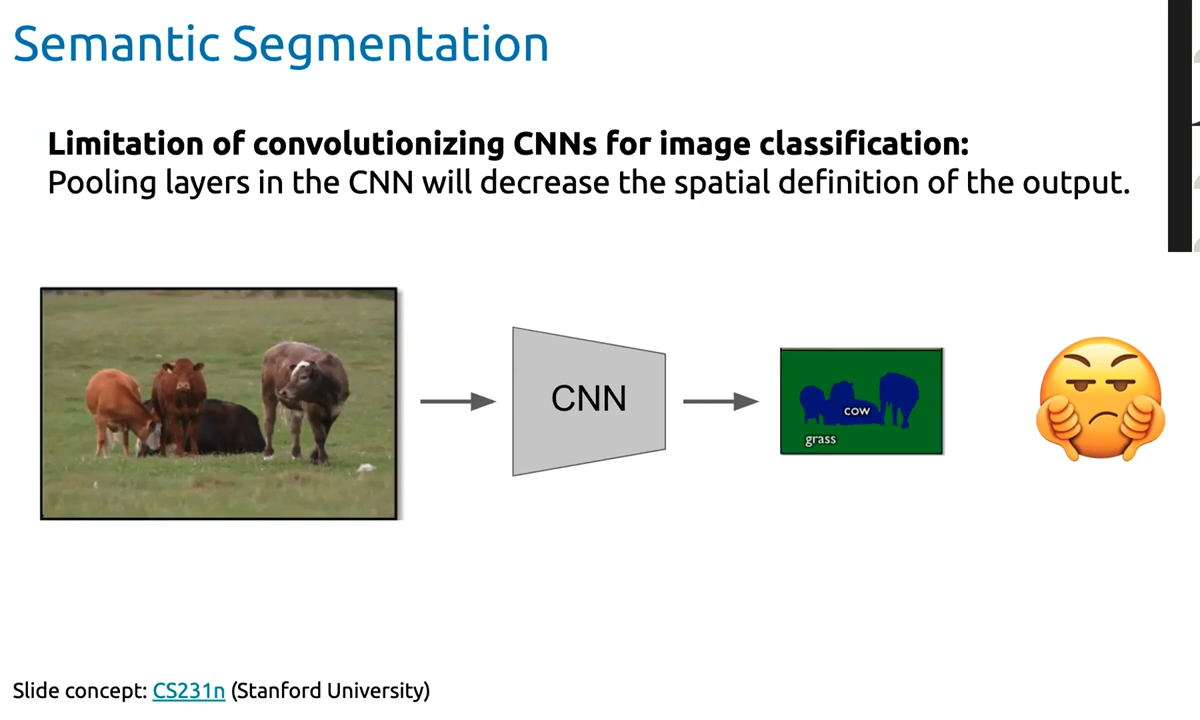 Semantic Segmentation
Limitation of convolutionizing CNNs for image classification:
Pooling layers in the CNN will decrease the spatial definition of the output.
CNN
cow
grass
Slide concept: CS231n (Stanford University)